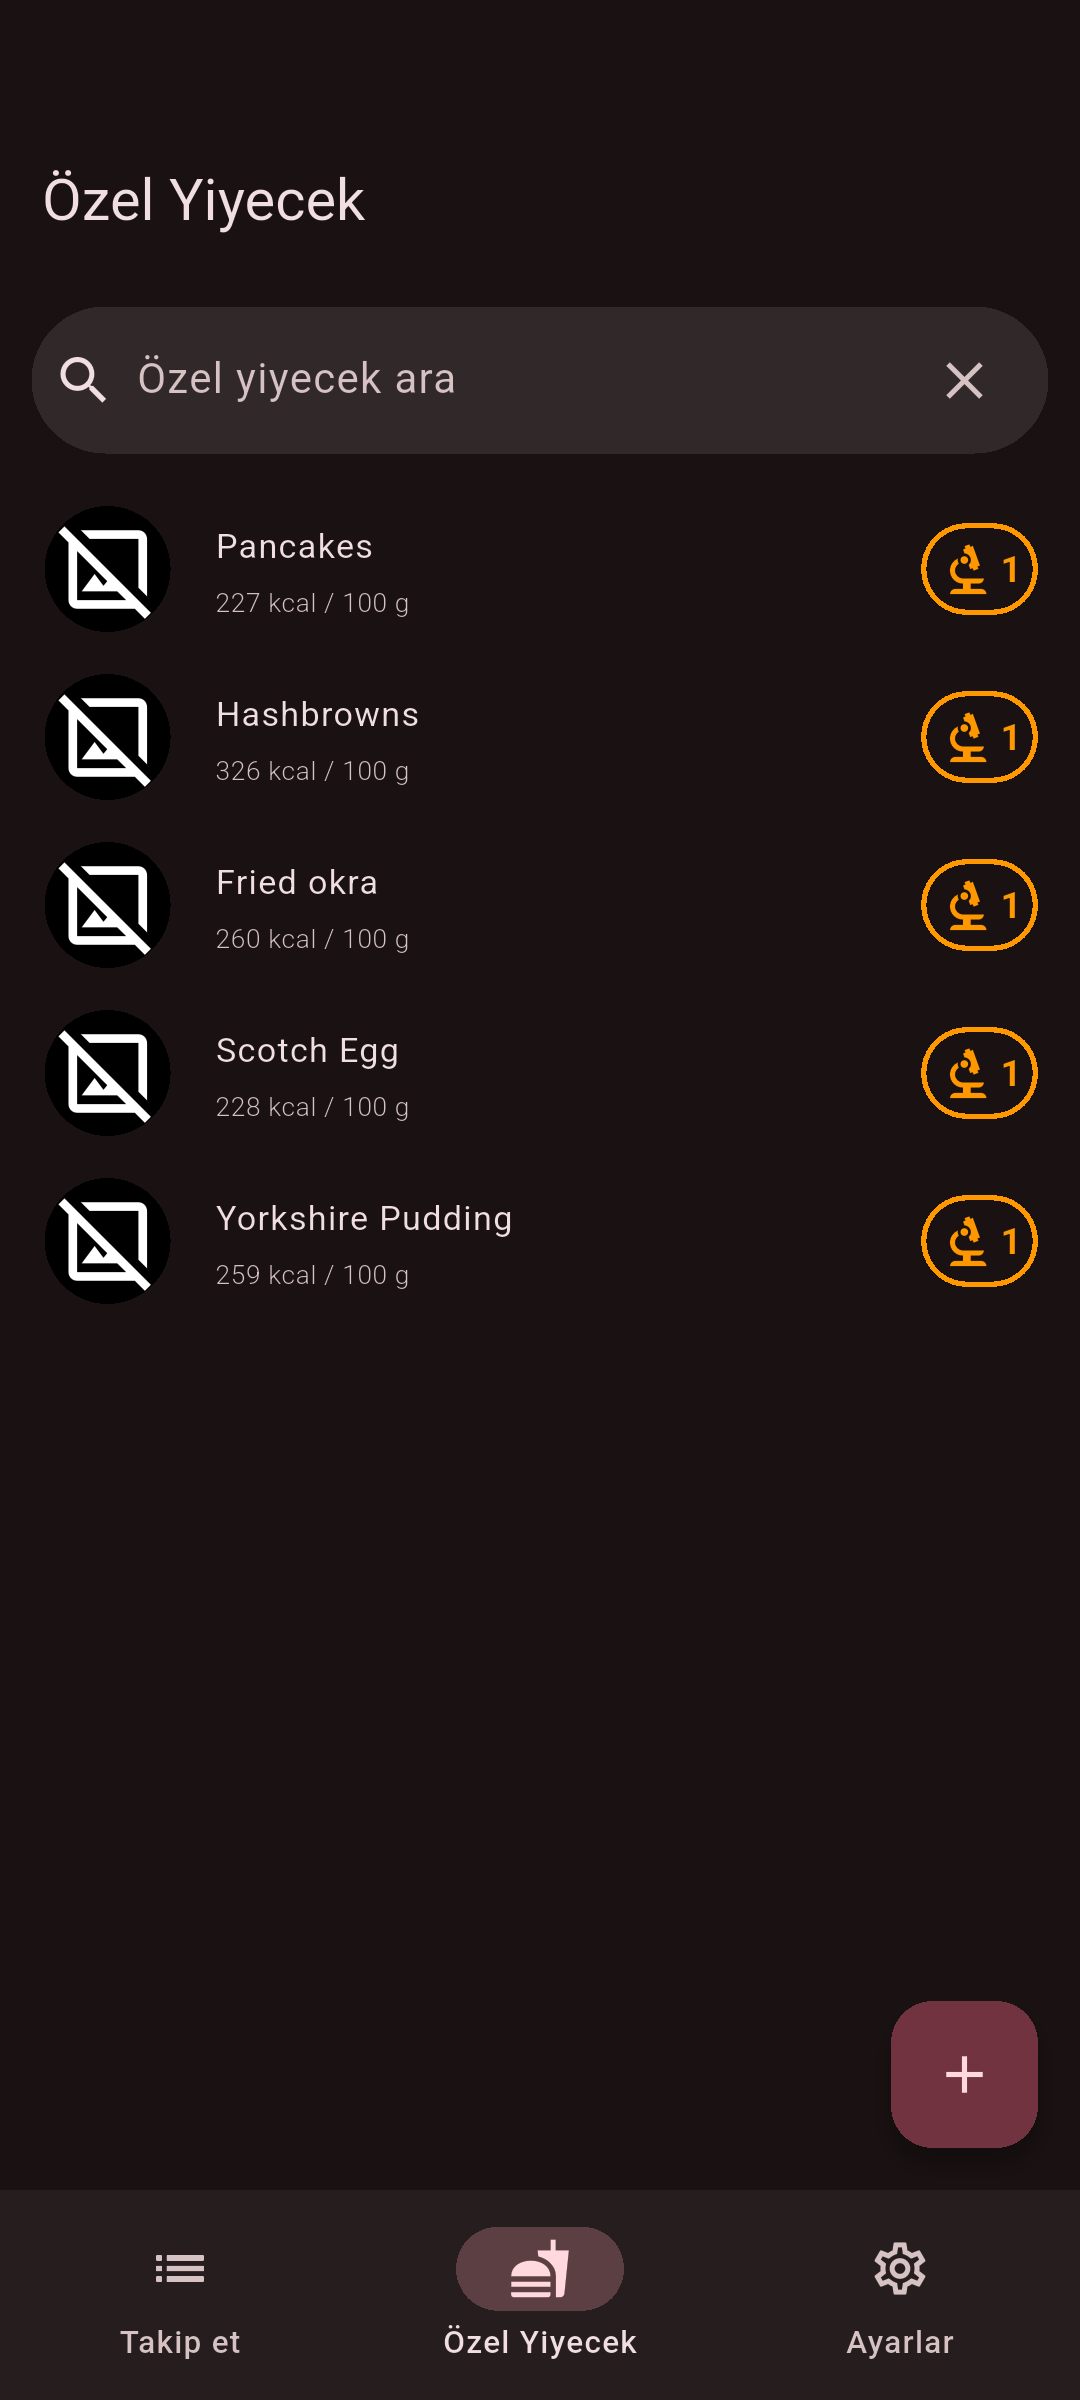 Özel Yiyecek
Özel yiyecek ara
Pancakes
227 kcal / 100 g
1
Hashbrowns
326 kcal / 100 g
1
Fried okra
260 kcal / 100 g
1
Scotch Egg
228 kcal / 100 g
1
Yorkshire Pudding
259 kcal / 100 g
1
Takip et
Özel Yiyecek
Ayarlar